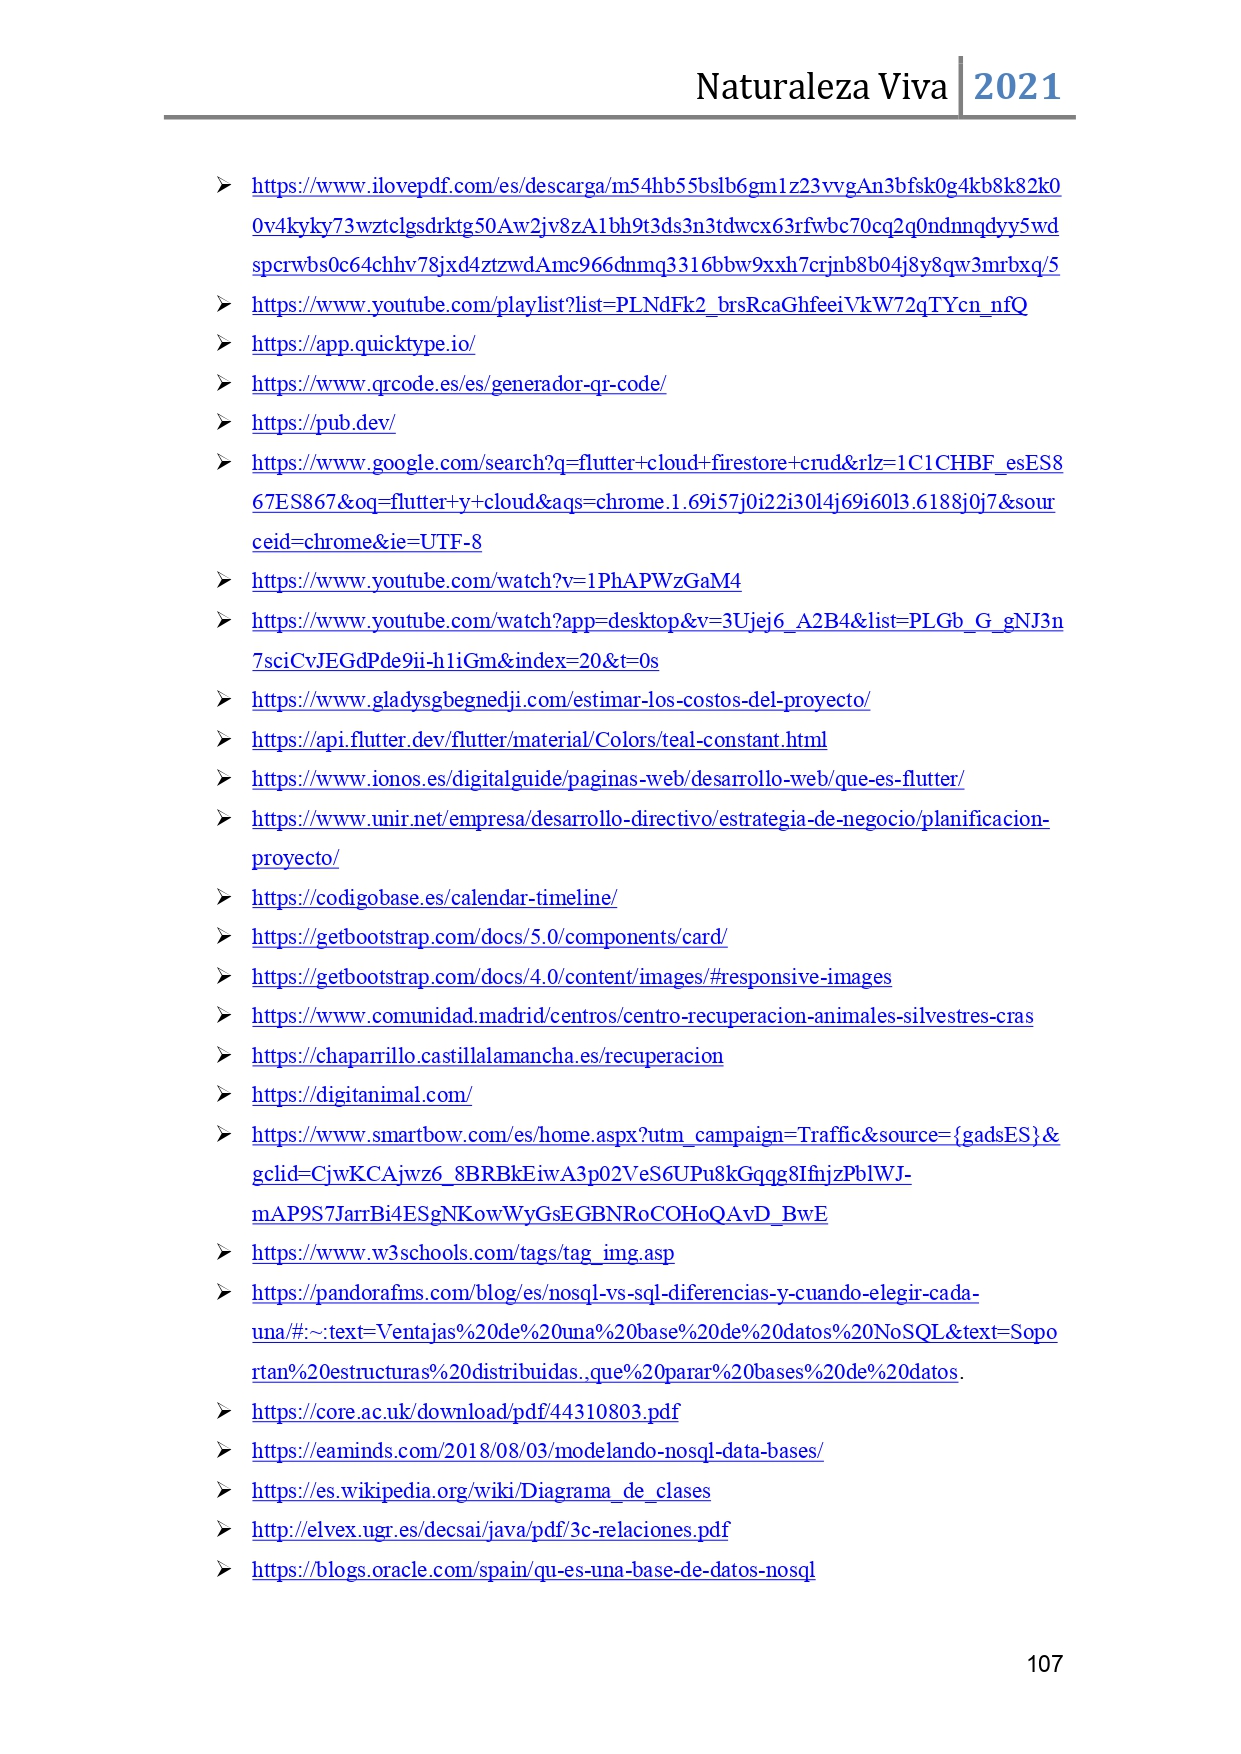 Naturaleza Viva 2021
➢ https://www.ilovepdf.com/es/descarga/m54hb55bslb6gm1z23vvgAn3bfsk0g4kb8k82k0
0v4kyky73wztclgsdrktg50Aw2jv8zA1bh9t3ds3n3tdwcx63rfwbc70cq2q0ndnnqdyy5wd
spcrwbs0c64chhv78jxd4ztzwdAmc966dnmq3316bbw9xxh7crjnb8b04j8y8qw3mrbxq/5
➢ https://www.youtube.com/playlist?list=PLNdFk2_brsRcaGhfeeiVkW72qTYcn_nfQ
➢ https://app.quicktype.io/
➢ https://www.qrcode.es/es/generador-qr-code/
➢ https://pub.dev/
➢ https://www.google.com/search?q=flutter+cloud+firestore+crud&rlz=1C1CHBF_esES8
67ES867&oq=flutter+y+cloud&aqs=chrome.1.69i57j0i22i30l4j69i60l3.6188j0j7&sour
ceid=chrome&ie=UTF-8
➢ https://www.youtube.com/watch?v=1PhAPWzGaM4
➢ https://www.youtube.com/watch?app=desktop&v=3Ujej6_A2B4&list=PLGb_G_gNJ3n
7sciCvJEGdPde9ii-h1iGm&index=20&t=0s
➢ https://www.gladysgbegnedji.com/estimar-los-costos-del-proyecto/
➢ https://api.flutter.dev/flutter/material/Colors/teal-constant.html
➢ https://www.ionos.es/digitalguide/paginas-web/desarrollo-web/que-es-flutter/
➢ https://www.unir.net/empresa/desarrollo-directivo/estrategia-de-negocio/planificacion-
proyecto/
➢ https://codigobase.es/calendar-timeline/
➢ https://getbootstrap.com/docs/5.0/components/card/
➢ https://getbootstrap.com/docs/4.0/content/images/#responsive-images
➢ https://www.comunidad.madrid/centros/centro-recuperacion-animales-silvestres-cras
➢ https://chaparrillo.castillalamancha.es/recuperacion
➢ https://digitanimal.com/
➢ https://www.smartbow.com/es/home.aspx?utm_campaign=Traffic&source={gadsES}&
gclid=CjwKCAjwz6_8BRBkEiwA3p02VeS6UPu8kGqqg8IfnjzPblWJ-
mAP9S7JarrBi4ESgNKowWyGsEGBNRoCOHoQAvD_BwE
➢ https://www.w3schools.com/tags/tag_img.asp
➢ https://pandorafms.com/blog/es/nosql-vs-sql-diferencias-y-cuando-elegir-cada-
una/#:~:text=Ventajas%20de%20una%20base%20de%20datos%20NoSQL&text=Sopo
rtan%20estructuras%20distribuidas.,que%20parar%20bases%20de%20datos.
➢ https://core.ac.uk/download/pdf/44310803.pdf
➢ https://eaminds.com/2018/08/03/modelando-nosql-data-bases/
➢ https://es.wikipedia.org/wiki/Diagrama_de_clases
➢ http://elvex.ugr.es/decsai/java/pdf/3c-relaciones.pdf
➢ https://blogs.oracle.com/spain/qu-es-una-base-de-datos-nosql
107